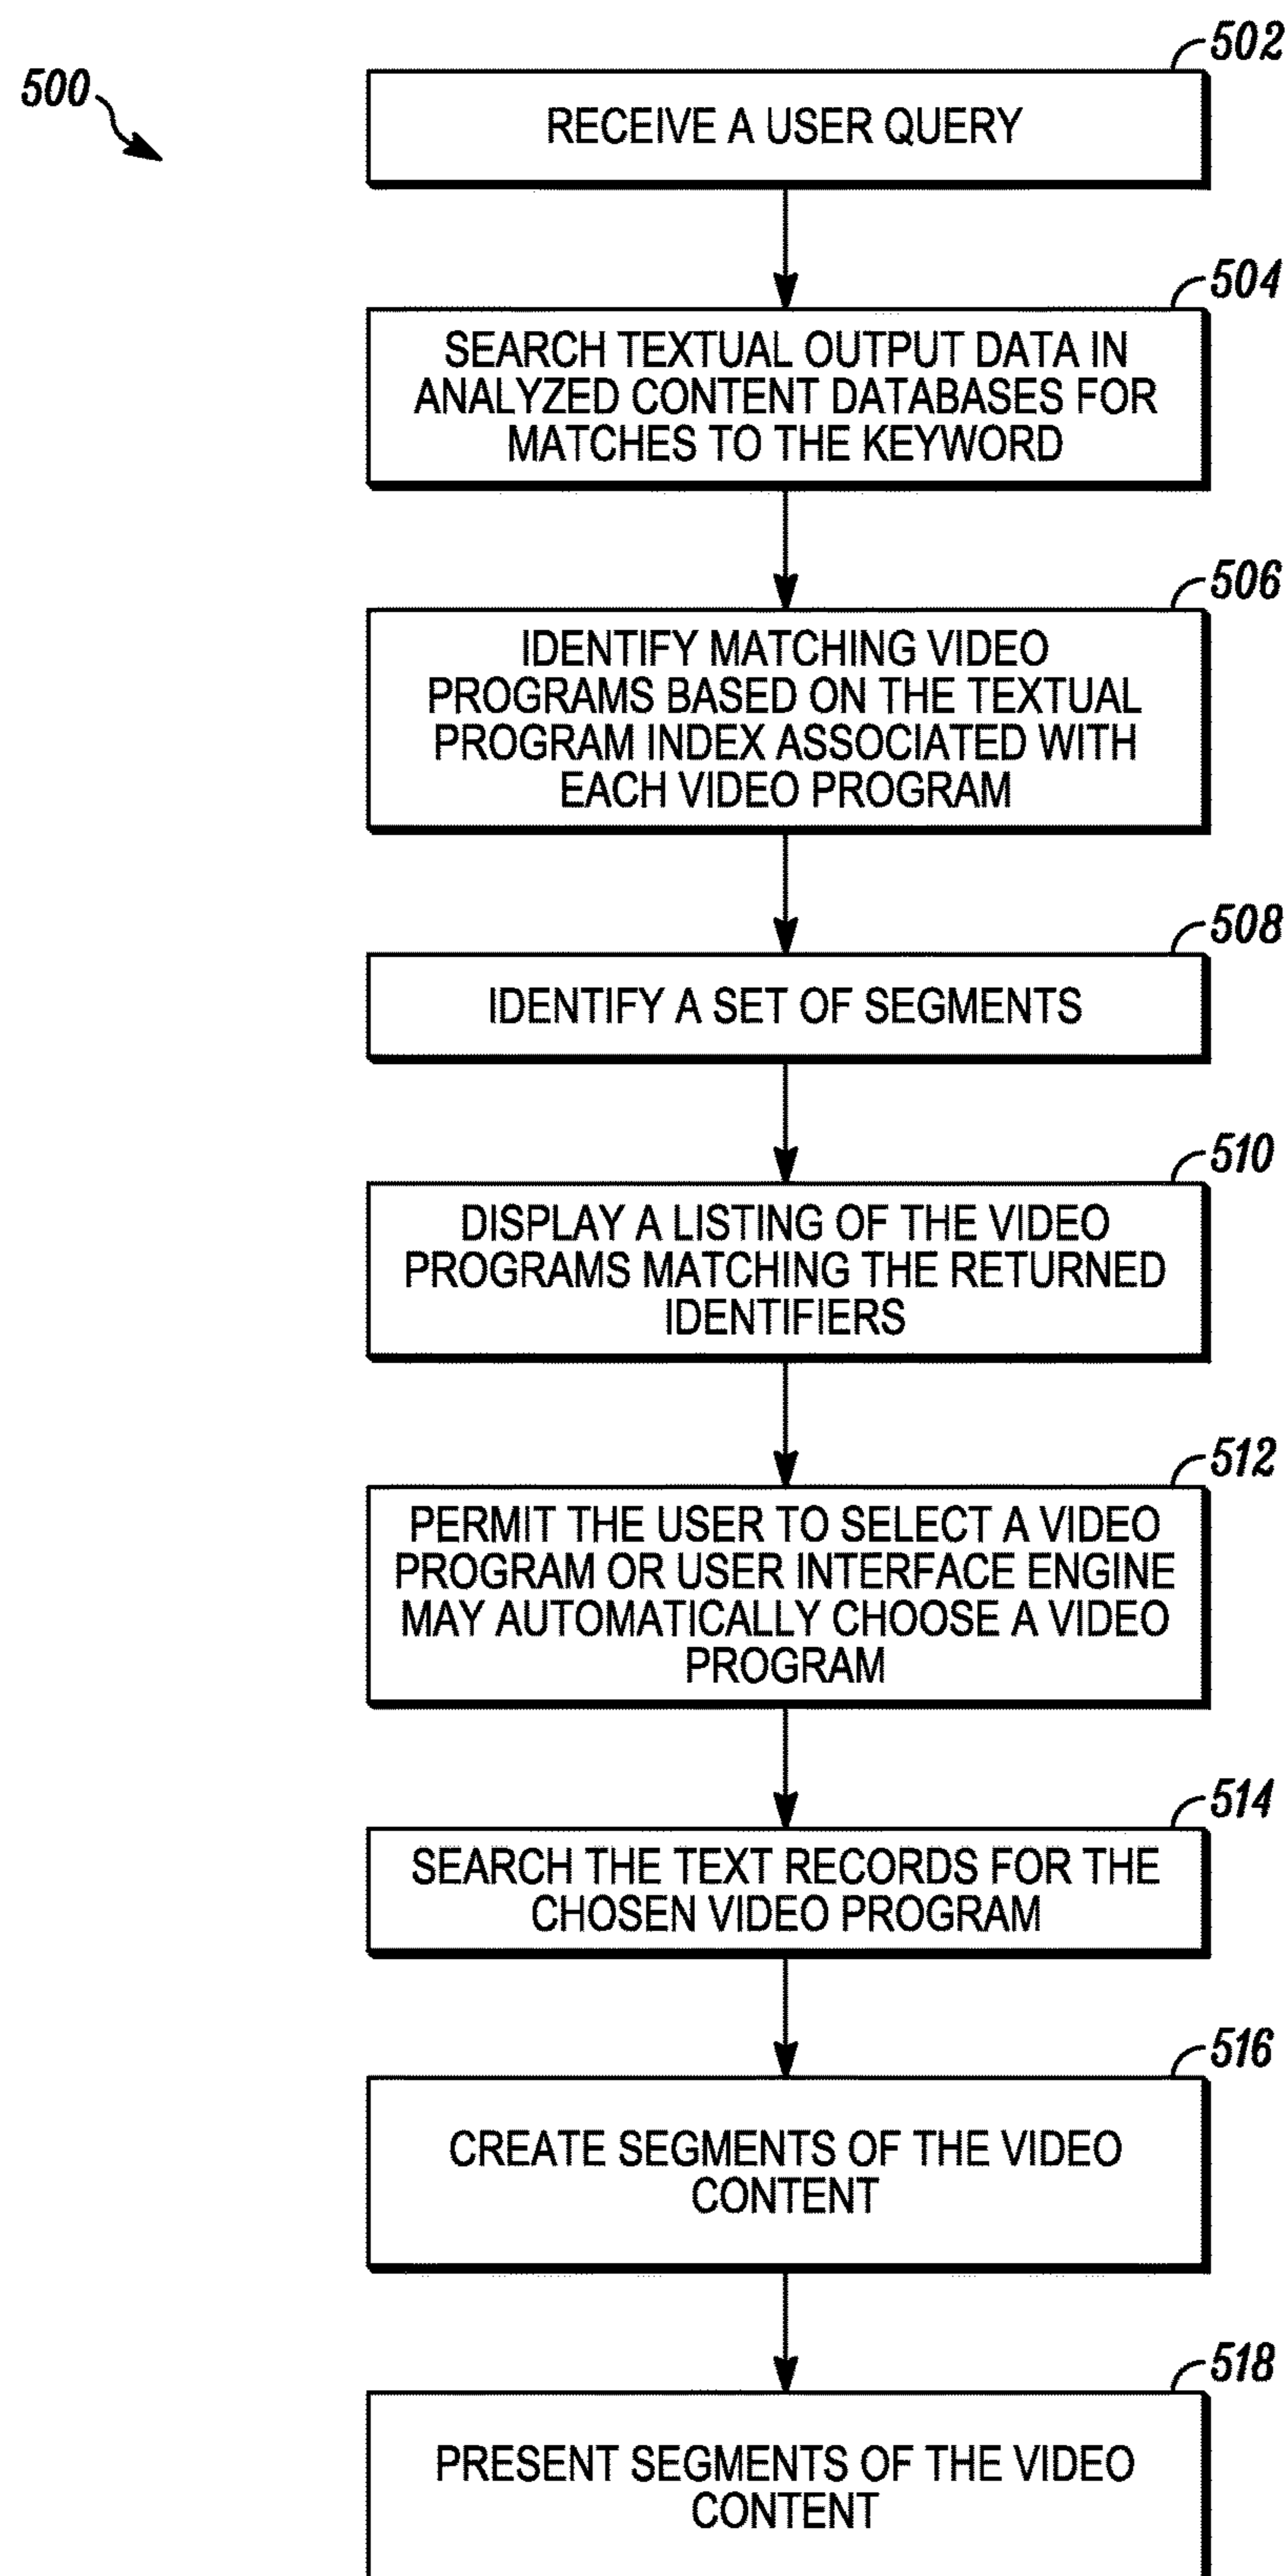 500
502
RECEIVE A USER QUERY
504
SEARCH TEXTUAL OUTPUT DATA IN
ANALYZED CONTENT DATABASES FOR
MATCHES TO THE KEYWORD
506
IDENTIFY MATCHING VIDEO
PROGRAMS BASED ON THE TEXTUAL
PROGRAM INDEX ASSOCIATED WITH
EACH VIDEO PROGRAM
508
IDENTIFY A SET OF SEGMENTS
510
DISPLAY A LISTING OF THE VIDEO
PROGRAMS MATCHING THE RETURNED
IDENTIFIERS
512
PERMIT THE USER TO SELECT A VIDEO
PROGRAM OR USER INTERFACE ENGINE
MAY AUTOMATICALLY CHOOSE A VIDEO
PROGRAM
514
SEARCH THE TEXT RECORDS FOR THE
CHOSEN VIDEO PROGRAM
516
CREATE SEGMENTS OF THE VIDEO
CONTENT
518
PRESENT SEGMENTS OF THE VIDEO
CONTENT